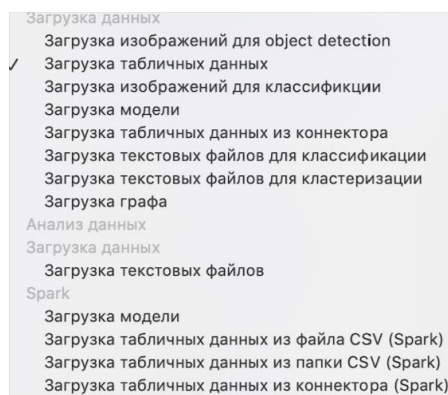 Загрузка данных
Загрузка изображений для object detection
✓ Загрузка табличных данных
Загрузка изображений для классификции
Загрузка модели
Загрузка табличных данных из коннектора
Загрузка текстовых файлов для классификации
Загрузка текстовых файлов для кластеризации
Загрузка графа
Анализ данных
Загрузка данных
Загрузка текстовых файлов
Spark
Загрузка модели
Загрузка табличных данных из файла CSV (Spark)
Загрузка табличных данных из папки CSV (Spark)
Загрузка табличных данных из коннектора (Spark)